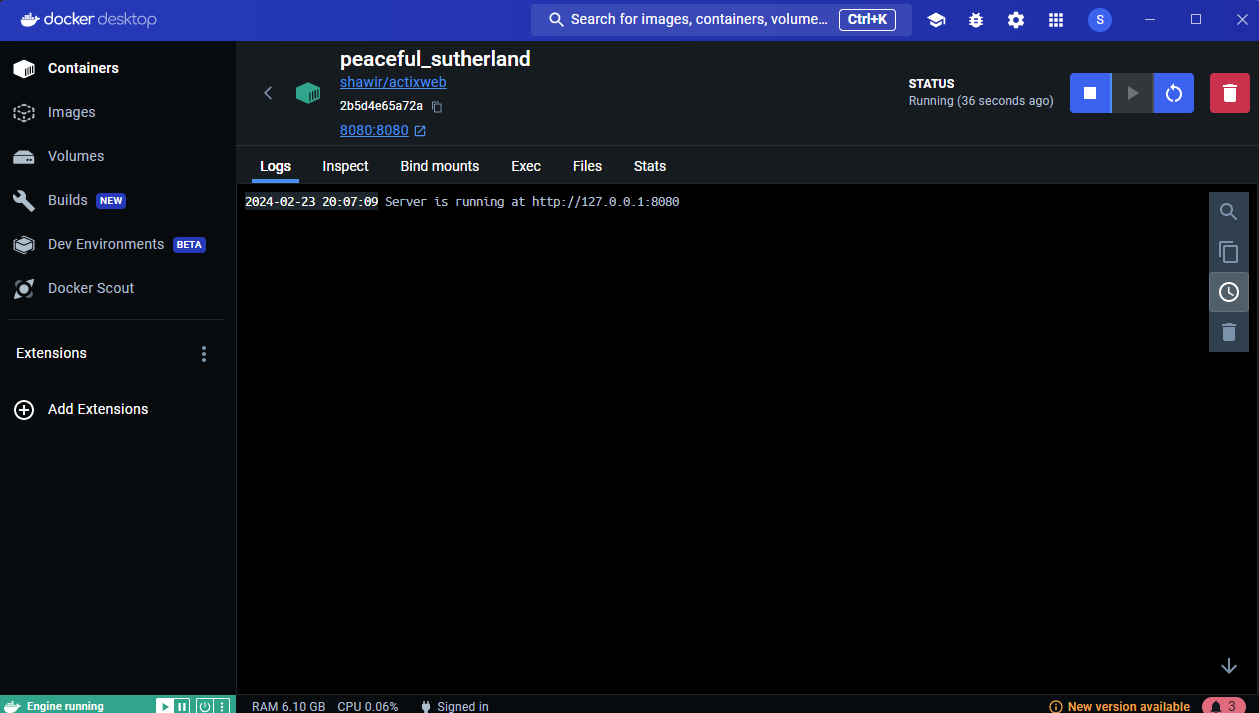 docker desktop
Search for images, containers, volume... Ctrl+K
S
Containers
Images
Volumes
Builds NEW
Dev Environments BETA
Docker Scout
Extensions
Add Extensions
peaceful_sutherland
shawir/actixweb
2b5d4e65a72a
8080:8080
STATUS
Running (36 seconds ago)
Logs Inspect Bind mounts Exec Files Stats
2024-02-23 20:07:09 Server is running at http://127.0.0.1:8080
Engine running
RAM 6.10 GB CPU 0.06% Signed in
New version available 3